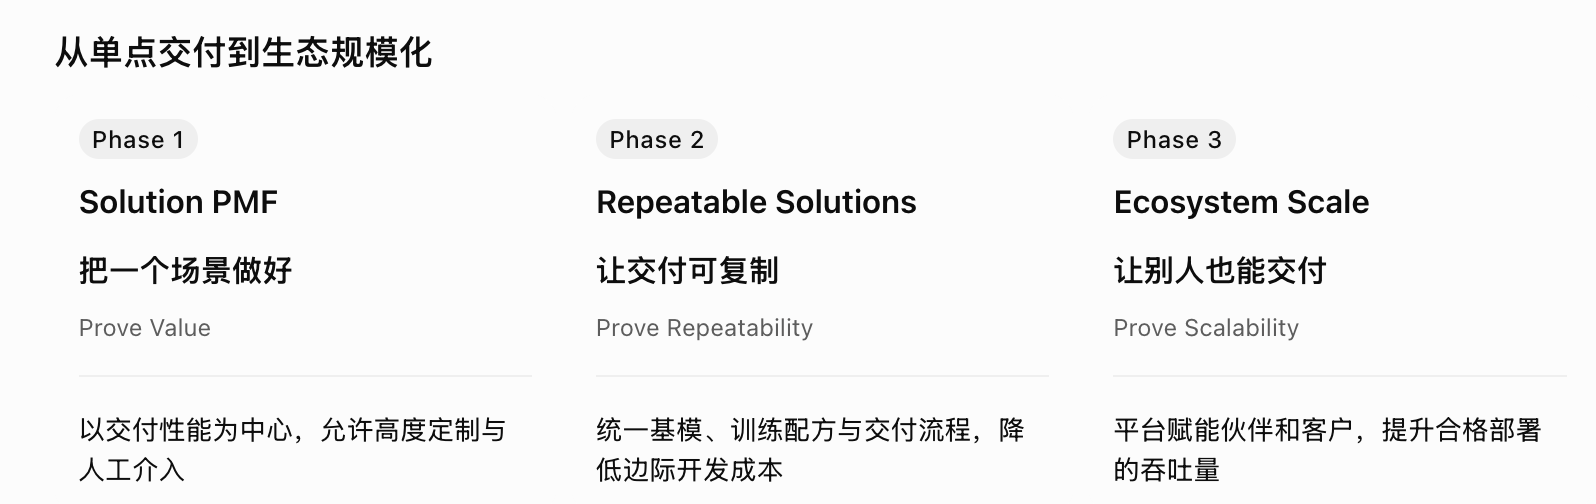 从单点交付到生态规模化
Phase 1
Solution PMF
把一个场景做好
Prove Value
以交付性能为中心，允许高度定制与
人工介入
Phase 2
Repeatable Solutions
让交付可复制
Prove Repeatability
统一基模、训练配方与交付流程，降
低边际开发成本
Phase 3
Ecosystem Scale
让别人也能交付
Prove Scalability
平台赋能伙伴和客户，提升合格部署
的吞吐量